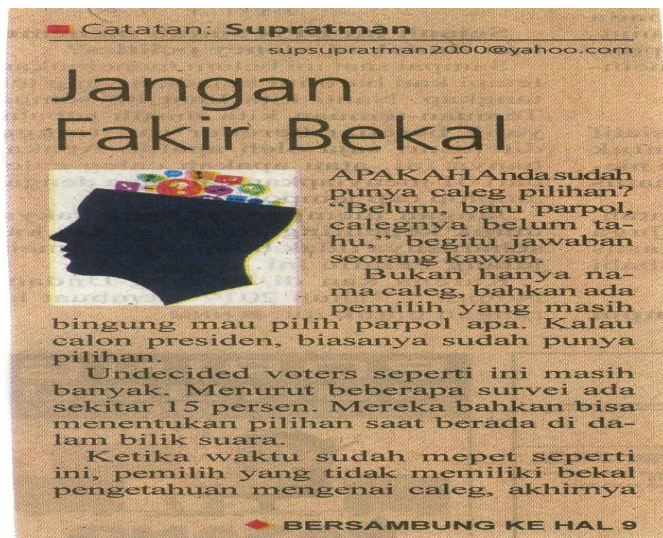 Catatan: Supratman
supsupratman2000@yahoo.com
Jangan
Fakir Bekal
APAKAH Anda sudah
punya caleg pilihan?
“Belum, baru parpol,
calegnya belum ta-
hu,” begitu jawaban
seorang kawan.
Bukan hanya na-
ma caleg, bahkan ada
pemilih yang masih
bingung mau pilih parpol apa. Kalau
calon presiden, biasanya sudah punya
pilihan.
Undecided voters seperti ini masih
banyak. Menurut beberapa survei ada
sekitar 15 persen. Mereka bahkan bisa
menentukan pilihan saat berada di da-
lam bilik suara.
Ketika waktu sudah mepet seperti
ini, pemilih yang tidak memiliki bekal
pengetahuan mengenai caleg, akhirnya
BERSAMBUNG KE HAL 9